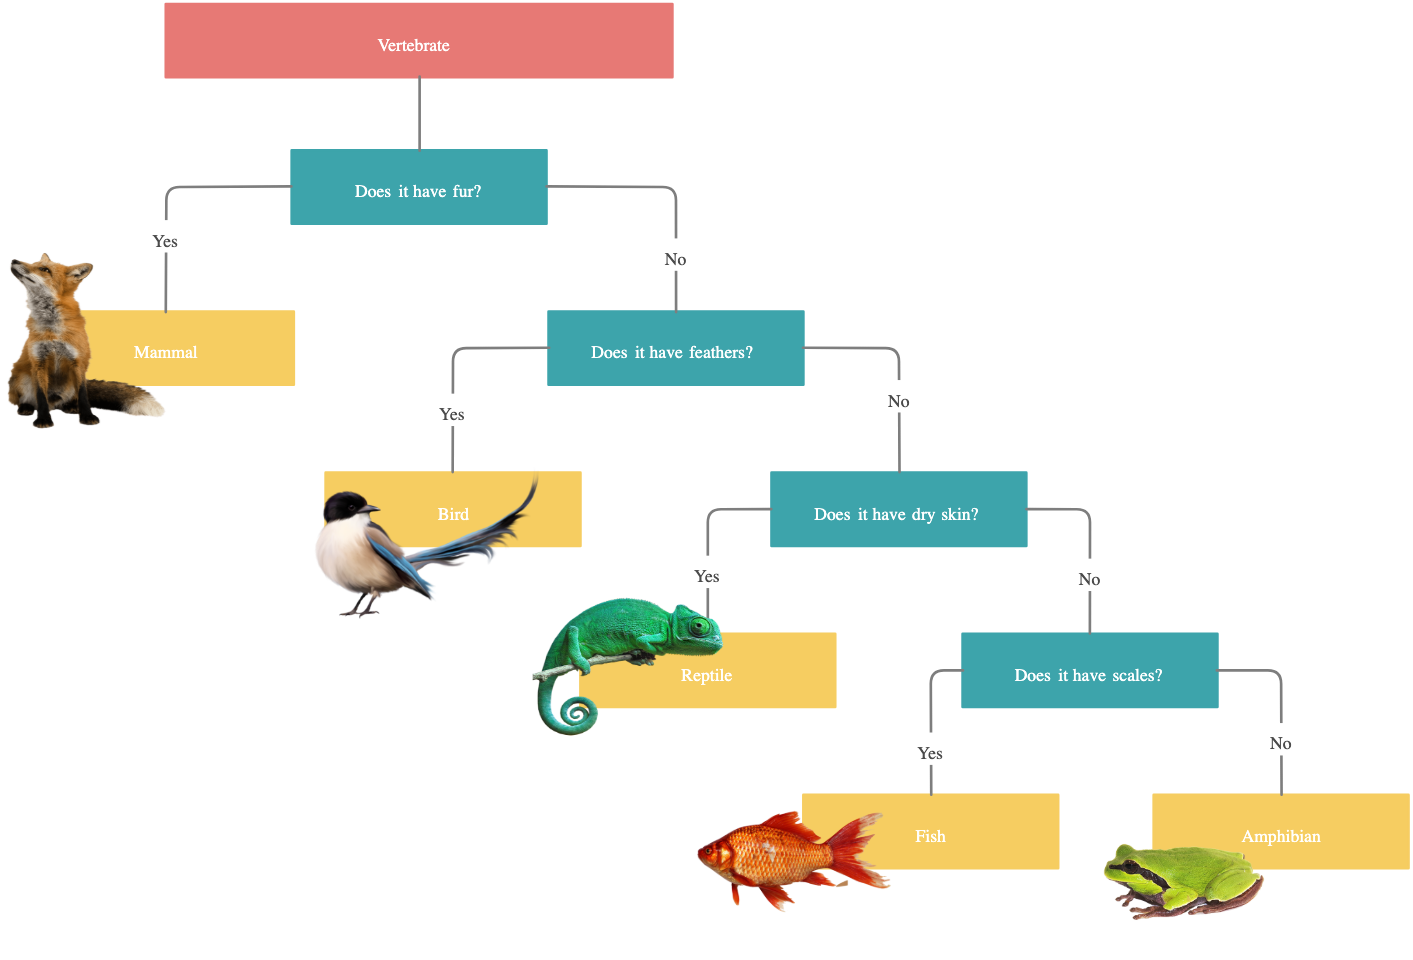 Vertebrate
Does it have fur?
Yes
No
Mammal
Does it have feathers?
Yes
No
Bird
Does it have dry skin?
Yes
No
Reptile
Does it have scales?
Yes
No
Fish
Amphibian